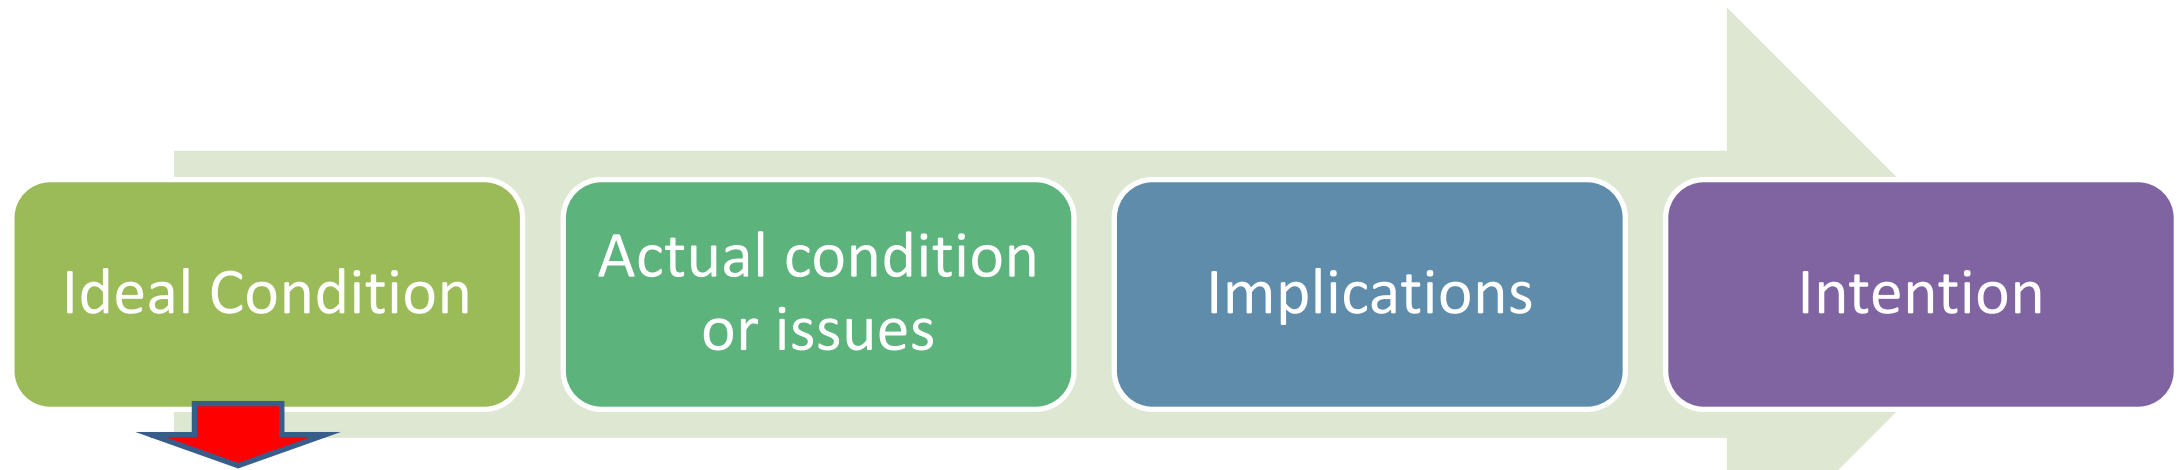 Ideal Condition
Actual condition
or issues
Implications
Intention